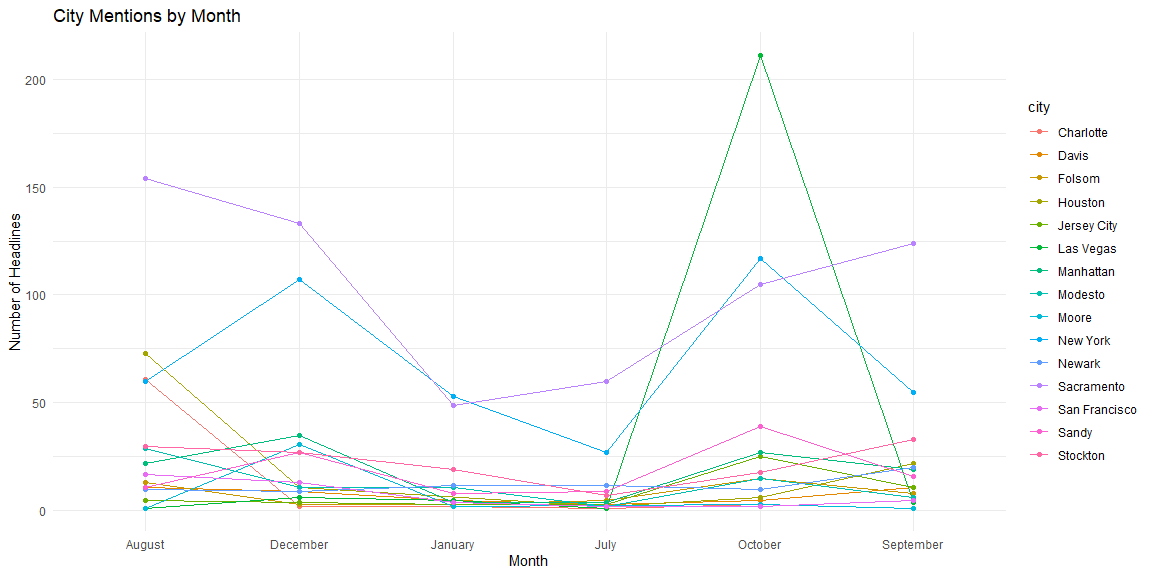 City Mentions by Month
Number of Headlines
200
150
100
50
0
August December January July October September
Month
city
Charlotte
Davis
Folsom
Houston
Jersey City
Las Vegas
Manhattan
Modesto
Moore
New York
Newark
Sacramento
San Francisco
Sandy
Stockton